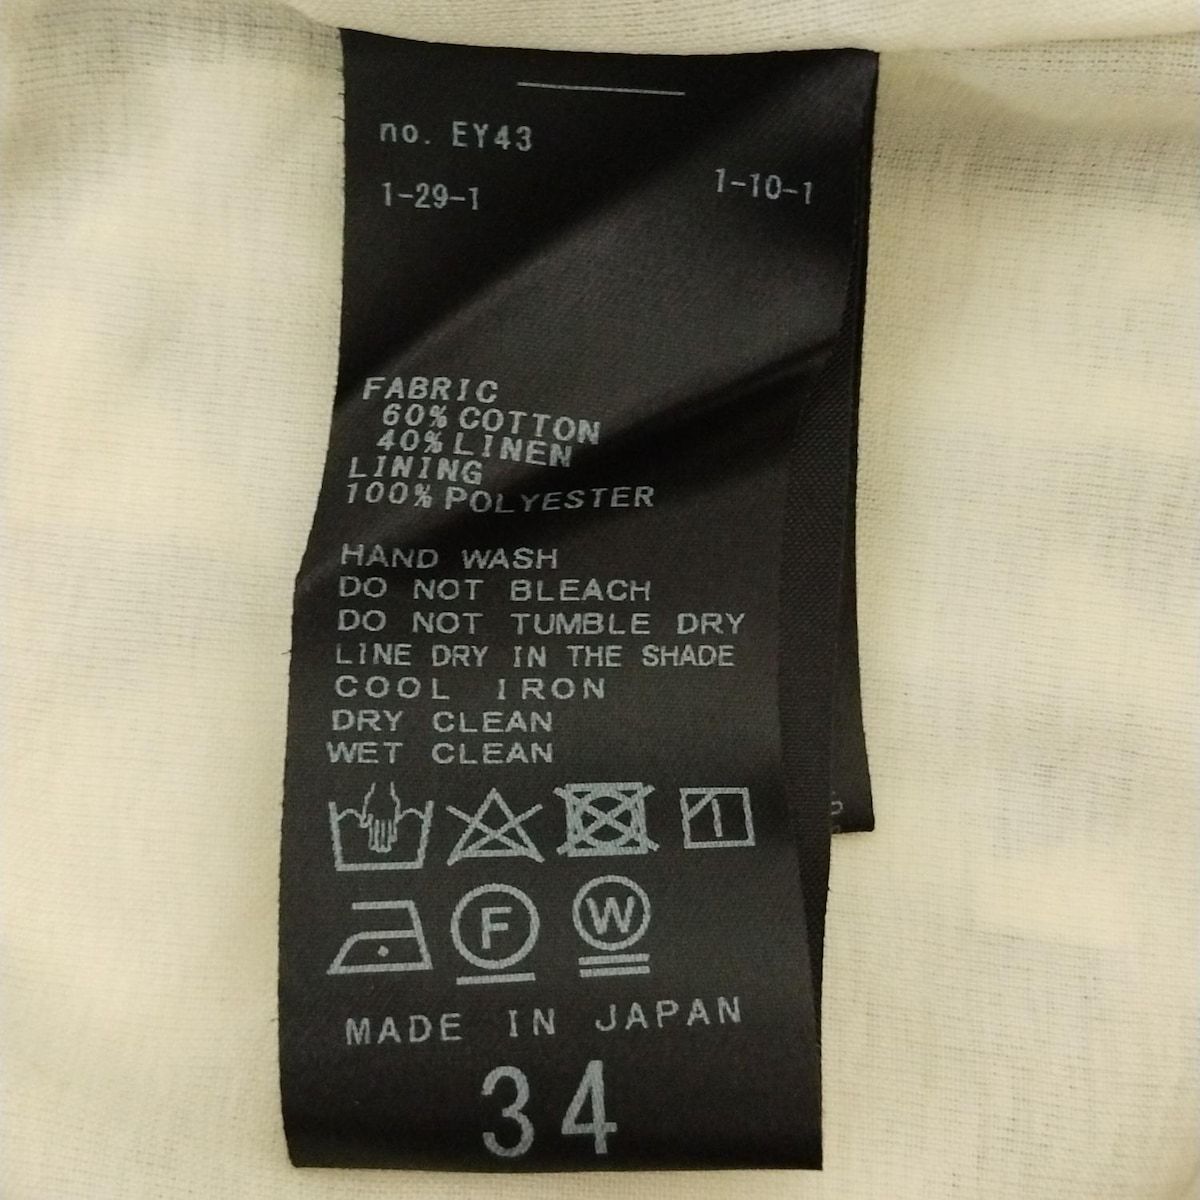 no. EY43
1-29-1 1-10-1
FABRIC
60% COTTON
40% LINEN
LINING
100% POLYESTER
HAND WASH
DO NOT BLEACH
DO NOT TUMBLE DRY
LINE DRY IN THE SHADE
COOL IRON
DRY CLEAN
WET CLEAN
F W
MADE IN JAPAN
34